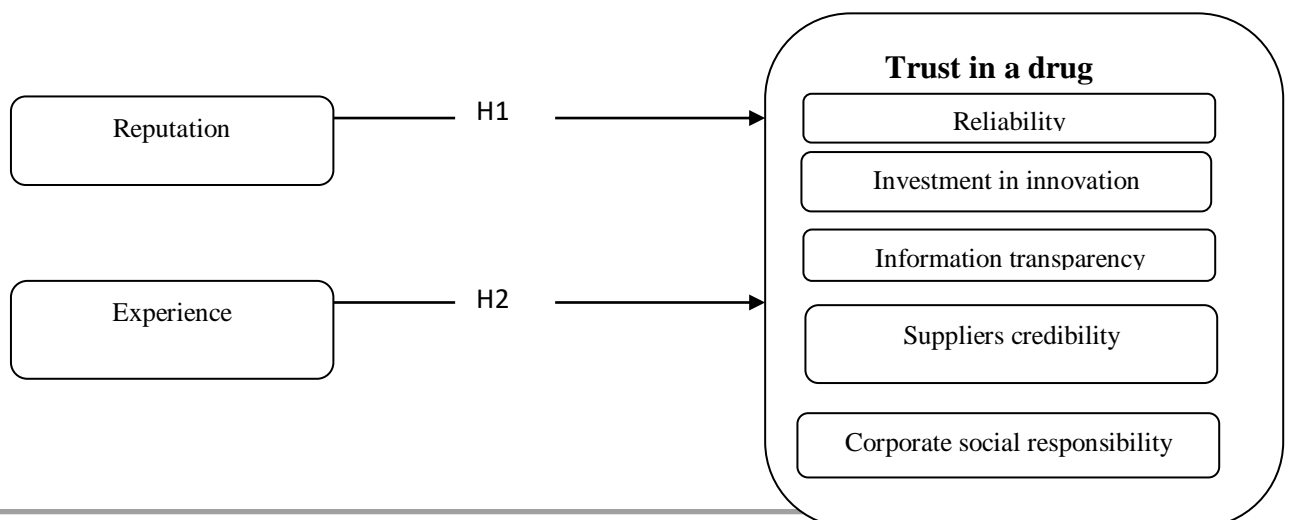 Trust in a drug
Reputation
H1
Reliability
Investment in innovation
Information transparency
Experience
H2
Suppliers credibility
Corporate social responsibility